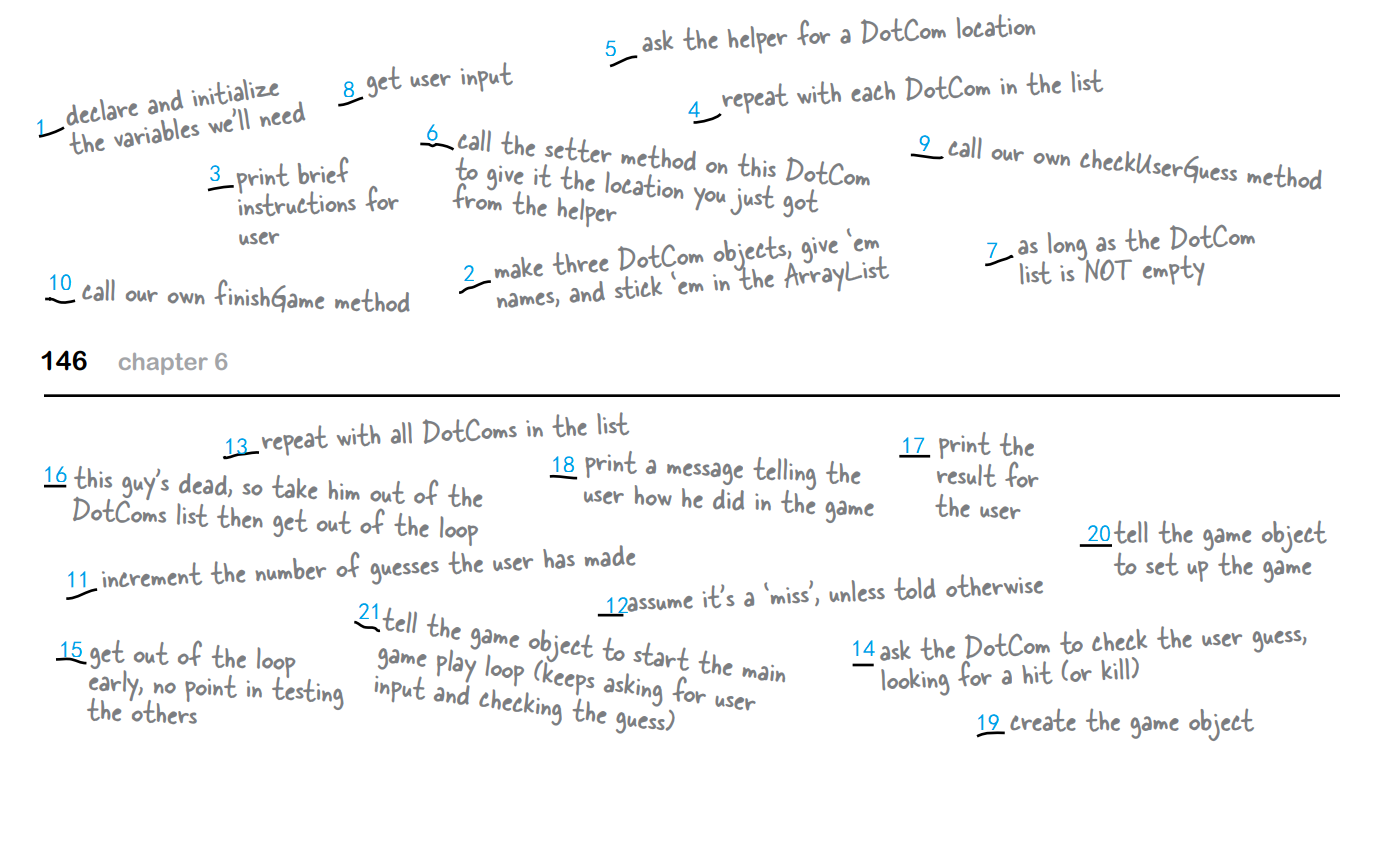 5 ask the helper for a DotCom location
8 get user input
4 repeat with each DotCom in the list
1 declare and initialize
the variables we'll need
6 call the setter method on this DotCom
to give it the location you just got
from the helper
9 call our own checkUserGuess method
3 print brief
instructions for
user
2 make three DotCom objects, give 'em
names, and stick 'em in the ArrayList
7 as long as the DotCom
list is NOT empty
10 call our own finishGame method
146 chapter 6
13 repeat with all DotComs in the list
16 this guy's dead, so take him out of the
DotComs list then get out of the loop
18 print a message telling the
user how he did in the game
17 print the
result for
the user
20 tell the game object
to set up the game
11 increment the number of guesses the user has made
12 assume it's a 'miss', unless told otherwise
21 tell the game object to start the main
game play loop (keeps asking for user
input and checking the guess)
15 get out of the loop
early, no point in testing
the others
14 ask the DotCom to check the user guess,
looking for a hit (or kill)
19 create the game object